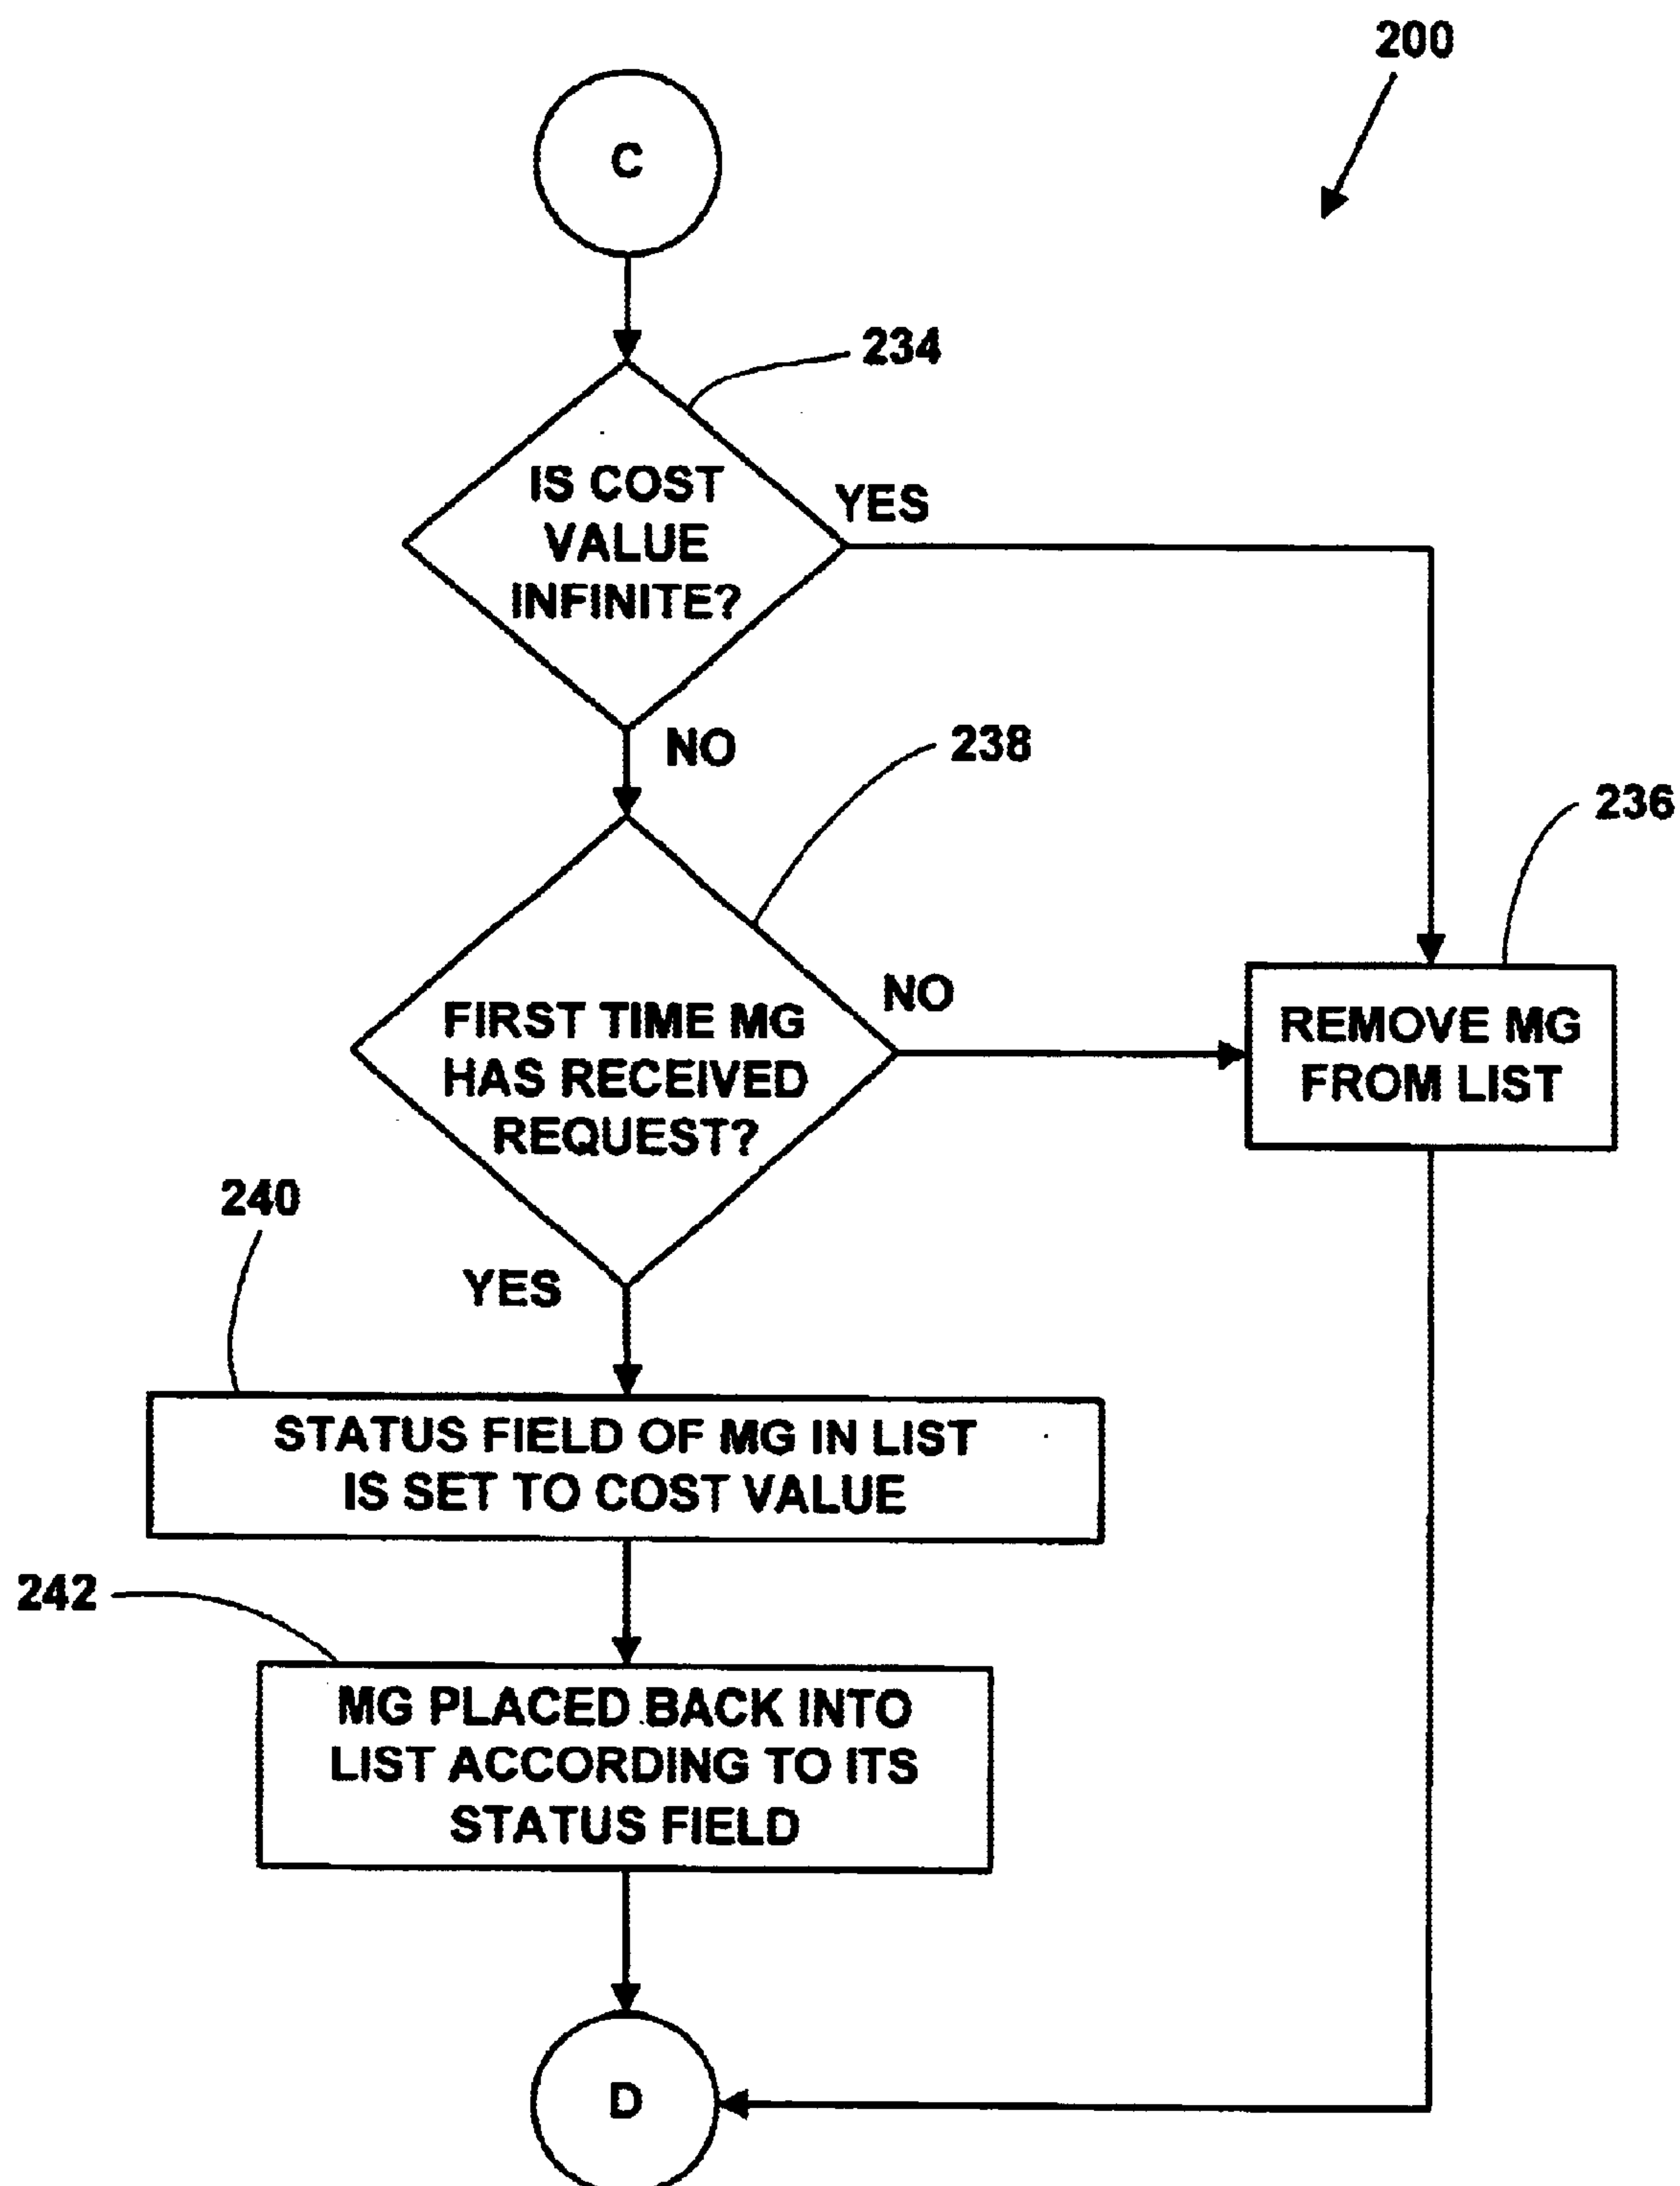 200
C
234
IS COST
VALUE
INFINITE?
YES
NO
238
236
FIRST TIME MG
HAS RECEIVED
REQUEST?
NO
REMOVE MG
FROM LIST
240
YES
STATUS FIELD OF MG IN LIST
IS SET TO COST VALUE
242
MG PLACED BACK INTO
LIST ACCORDING TO ITS
STATUS FIELD
D